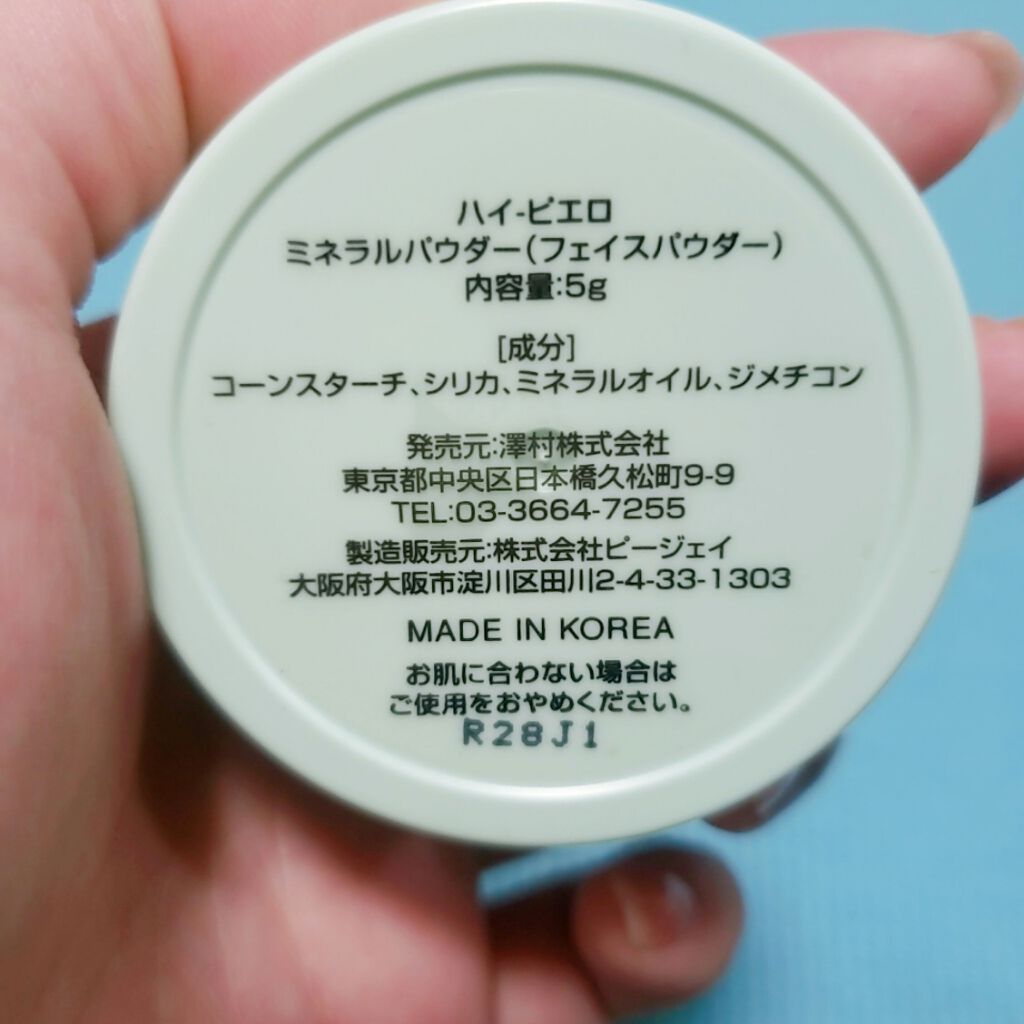 ハイ-ピエロ
ミネラルパウダー(フェイスパウダー)
内容量:5g
[成分]
コーンスターチ、シリカ、ミネラルオイル、ジメチコン
発売元:澤村株式会社
東京都中央区日本橋久松町9-9
TEL:03-3664-7255
製造販売元:株式会社ピージェイ
大阪府大阪市淀川区田川2-4-33-1303
MADE IN KOREA
お肌に合わない場合は
ご使用をおやめください。
R28J1